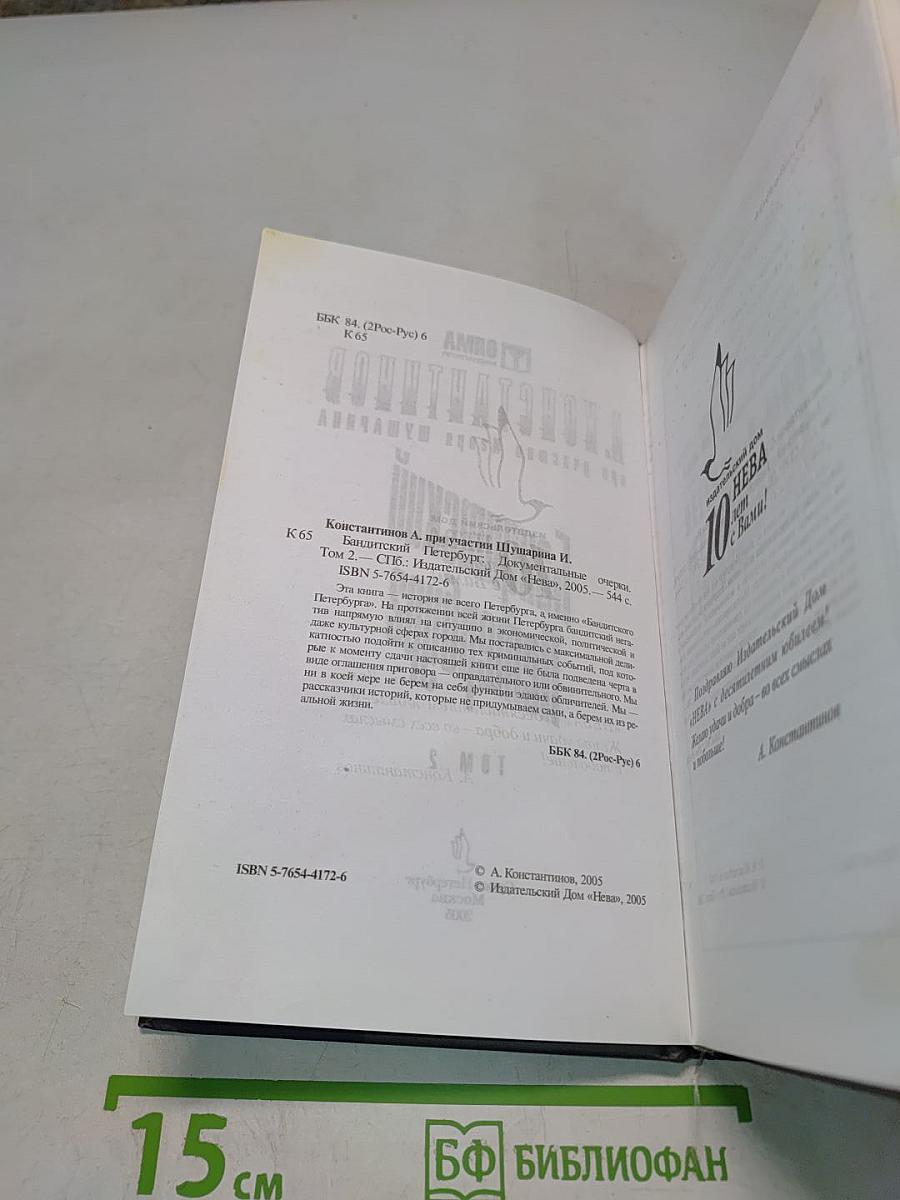 ББК 84. (2Рос-Рус) 6
К 65
Константинов А. при участии Шушарина И.
К 65 Бандитский Петербург: Документальные очерки.
Том 2. — СПб.: Издательский Дом «Нева», 2005. — 544 с.
ISBN 5-7654-4172-6
Эта книга — история не всего Петербурга, а именно «Бандитского
Петербурга». На протяжении всей жизни Петербурга бандитский нега-
тив напрямую влиял на ситуацию в экономической, политической и
даже культурной сферах города. Мы постарались с максимальной дели-
катностью подойти к описанию тех криминальных событий, под кото-
рые к моменту сдачи настоящей книги еще не была подведена черта в
виде оглашения приговора — оправдательного или обвинительного. Мы
ни в коей мере не берем на себя функции эдаких обличителей. Мы —
рассказчики историй, которые не придумываем сами, а берем их из ре-
альной жизни.
ББК 84. (2Рос-Рус) 6
ISBN 5-7654-4172-6
© А. Константинов, 2005
© Издательский Дом «Нева», 2005
издательский дом
НЕВА
10 лет
с Вами!
Поздравляю Издательский Дом
«НЕВА» с десятилетним юбилеем!
Желаю удачи и добра – во всех смыслах
и побольше!
А. Константинов
15 см
БФ БИБЛИОФАН